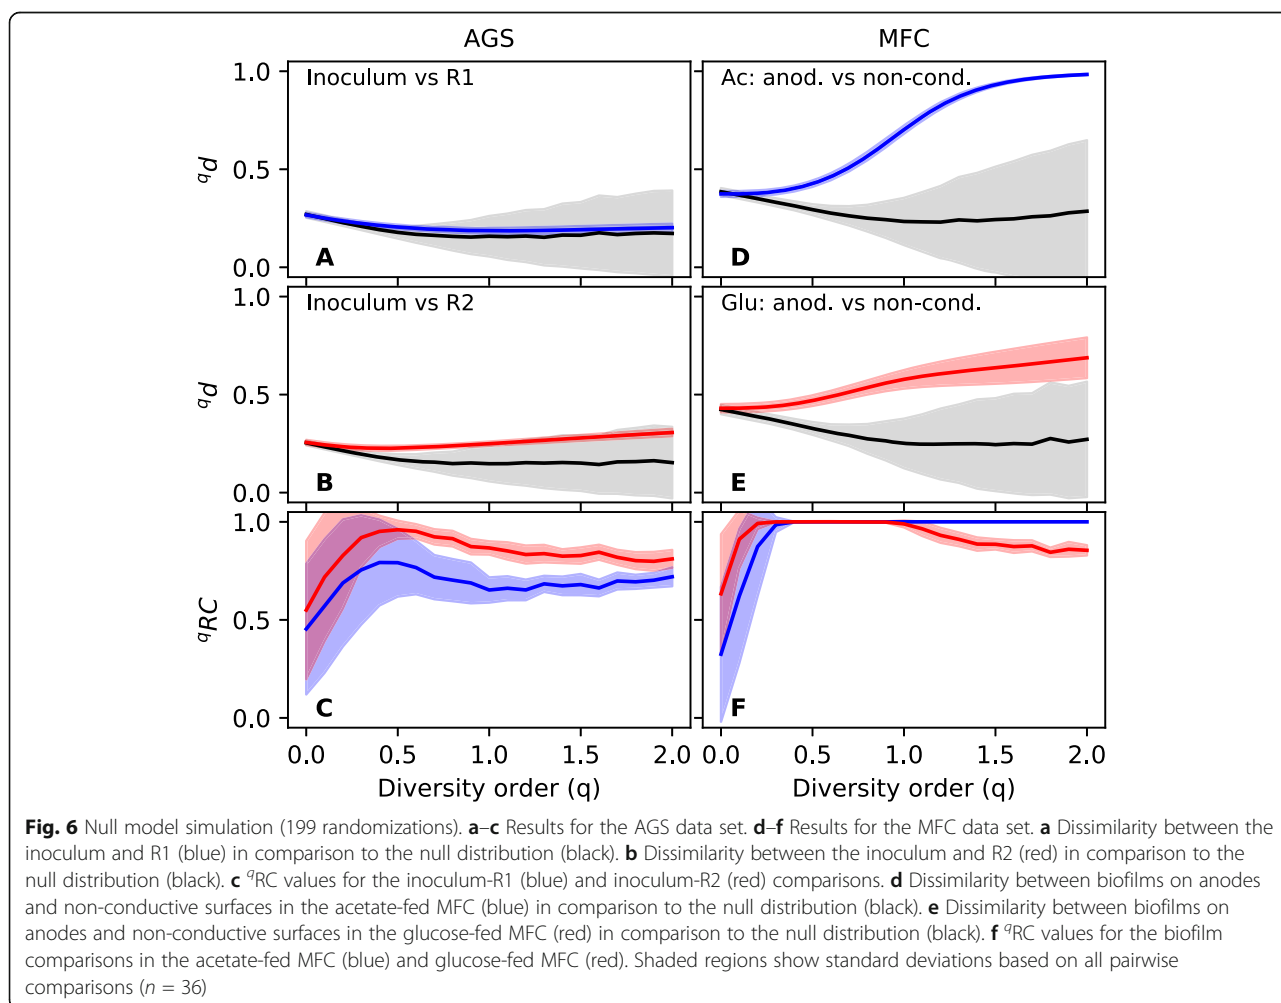 AGS
MFC
Inoculum vs R1
Ac: anod. vs non-cond.
1.0
0.5
0.0
qd
A
D
Inoculum vs R2
Glu: anod. vs non-cond.
1.0
0.5
0.0
qd
B
E
1.0
0.5
0.0
qRC
C
F
0.0 0.5 1.0 1.5 2.0
0.0 0.5 1.0 1.5 2.0
Diversity order (q)
Diversity order (q)
Fig. 6 Null model simulation (199 randomizations). a–c Results for the AGS data set. d–f Results for the MFC data set. a Dissimilarity between the
inoculum and R1 (blue) in comparison to the null distribution (black). b Dissimilarity between the inoculum and R2 (red) in comparison to the
null distribution (black). c qRC values for the inoculum-R1 (blue) and inoculum-R2 (red) comparisons. d Dissimilarity between biofilms on anodes
and non-conductive surfaces in the acetate-fed MFC (blue) in comparison to the null distribution (black). e Dissimilarity between biofilms on
anodes and non-conductive surfaces in the glucose-fed MFC (red) in comparison to the null distribution (black). f qRC values for the biofilm
comparisons in the acetate-fed MFC (blue) and glucose-fed MFC (red). Shaded regions show standard deviations based on all pairwise
comparisons (n = 36)